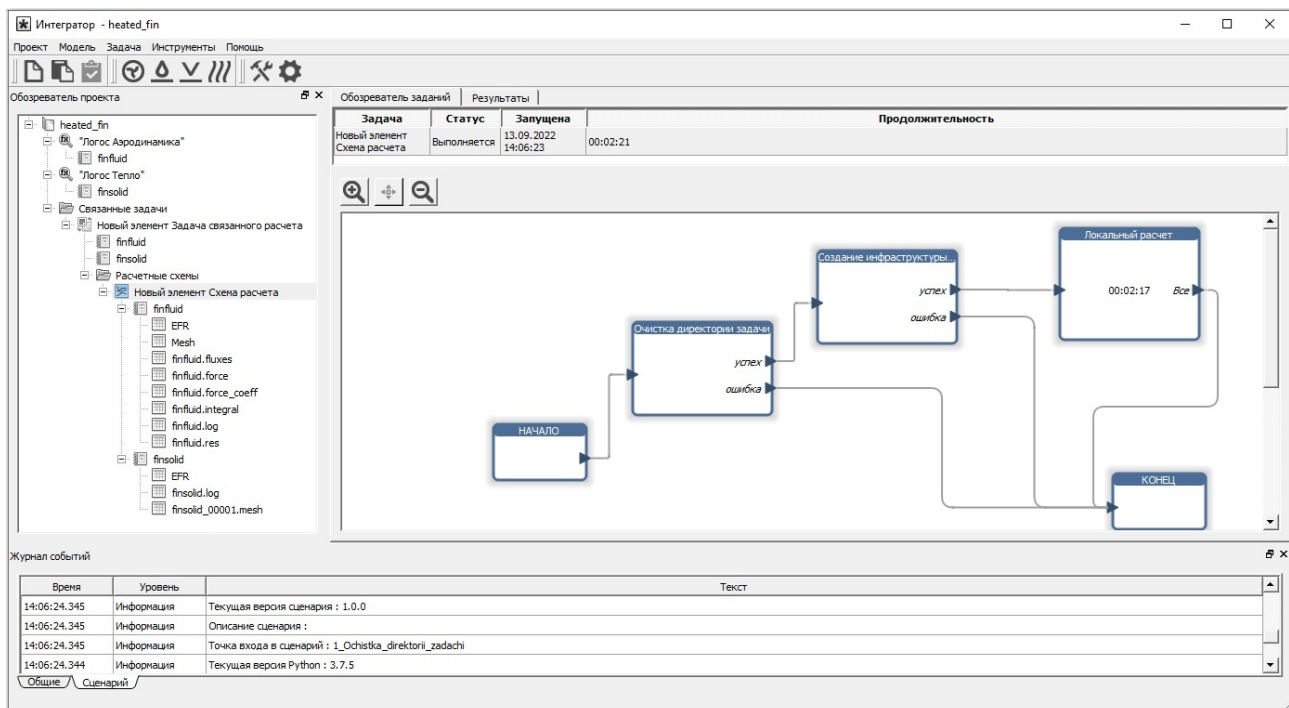 Интегратор - heated_fin
Проект Модель Задача Инструменты Помощь
Обозреватель проекта
heated_fin
"Логос Аэродинамика"
finfluid
"Логос Тепло"
finsolid
Связанные задачи
Новый элемент Задача связанного расчета
finfluid
finsolid
Расчетные схемы
Новый элемент Схема расчета
finfluid
EFR
Mesh
finfluid.fluxes
finfluid.force
finfluid.force_coeff
finfluid.integral
finfluid.log
finfluid.res
finsolid
EFR
finsolid.log
finsolid_00001.mesh
Обозреватель заданий Результаты
Задача Статус Запущена Продолжительность
Новый элемент
Схема расчета
Выполняется
13.09.2022
14:06:23
00:02:21
НАЧАЛО
Очистка директории задачи
успех
ошибка
Создание инфраструктуры...
успех
ошибка
Локальный расчет
00:02:17 Все
КОНЕЦ
Журнал событий
Время Уровень Текст
14:06:24.345 Информация Текущая версия сценария : 1.0.0
14:06:24.345 Информация Описание сценария :
14:06:24.345 Информация Точка входа в сценарий : 1_Ochistka_direktorii_zadachi
14:06:24.344 Информация Текущая версия Python : 3.7.5
Общие Сценарий